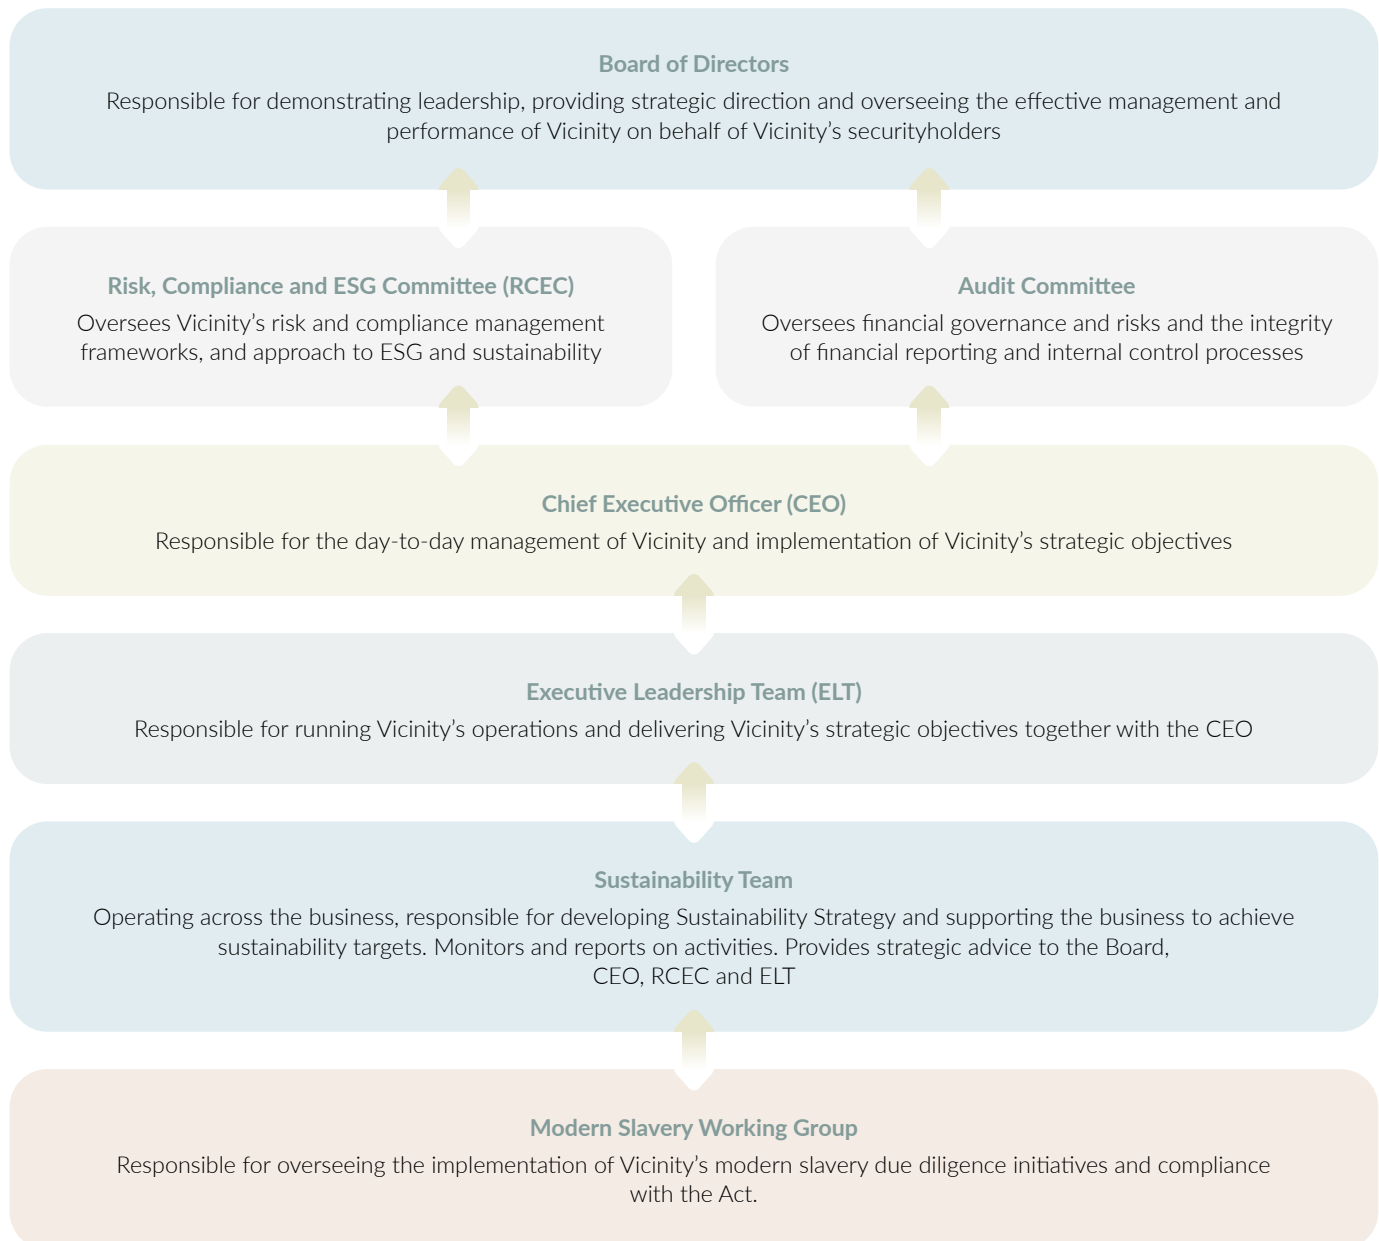 Board of Directors
Responsible for demonstrating leadership, providing strategic direction and overseeing the effective management and
performance of Vicinity on behalf of Vicinity’s securityholders
Risk, Compliance and ESG Committee (RCEC)
Oversees Vicinity’s risk and compliance management
frameworks, and approach to ESG and sustainability
Audit Committee
Oversees financial governance and risks and the integrity
of financial reporting and internal control processes
Chief Executive Officer (CEO)
Responsible for the day-to-day management of Vicinity and implementation of Vicinity’s strategic objectives
Executive Leadership Team (ELT)
Responsible for running Vicinity’s operations and delivering Vicinity’s strategic objectives together with the CEO
Sustainability Team
Operating across the business, responsible for developing Sustainability Strategy and supporting the business to achieve
sustainability targets. Monitors and reports on activities. Provides strategic advice to the Board,
CEO, RCEC and ELT
Modern Slavery Working Group
Responsible for overseeing the implementation of Vicinity’s modern slavery due diligence initiatives and compliance
with the Act.